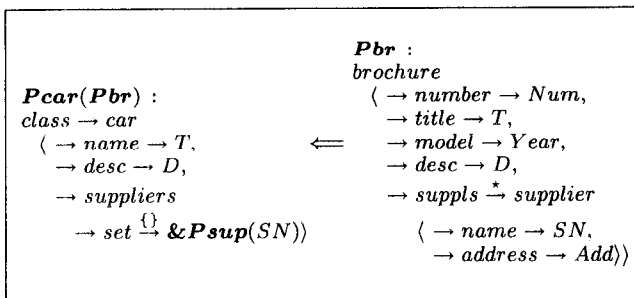 Pcar(Pbr) :
class → car
⟨ → name → T,
→ desc → D,
→ suppliers
→ set {}→ &Psup(SN)⟩
⟸
Pbr :
brochure
⟨ → number → Num,
→ title → T,
→ model → Year,
→ desc → D,
→ suppls *→ supplier
⟨ → name → SN,
→ address → Add⟩⟩